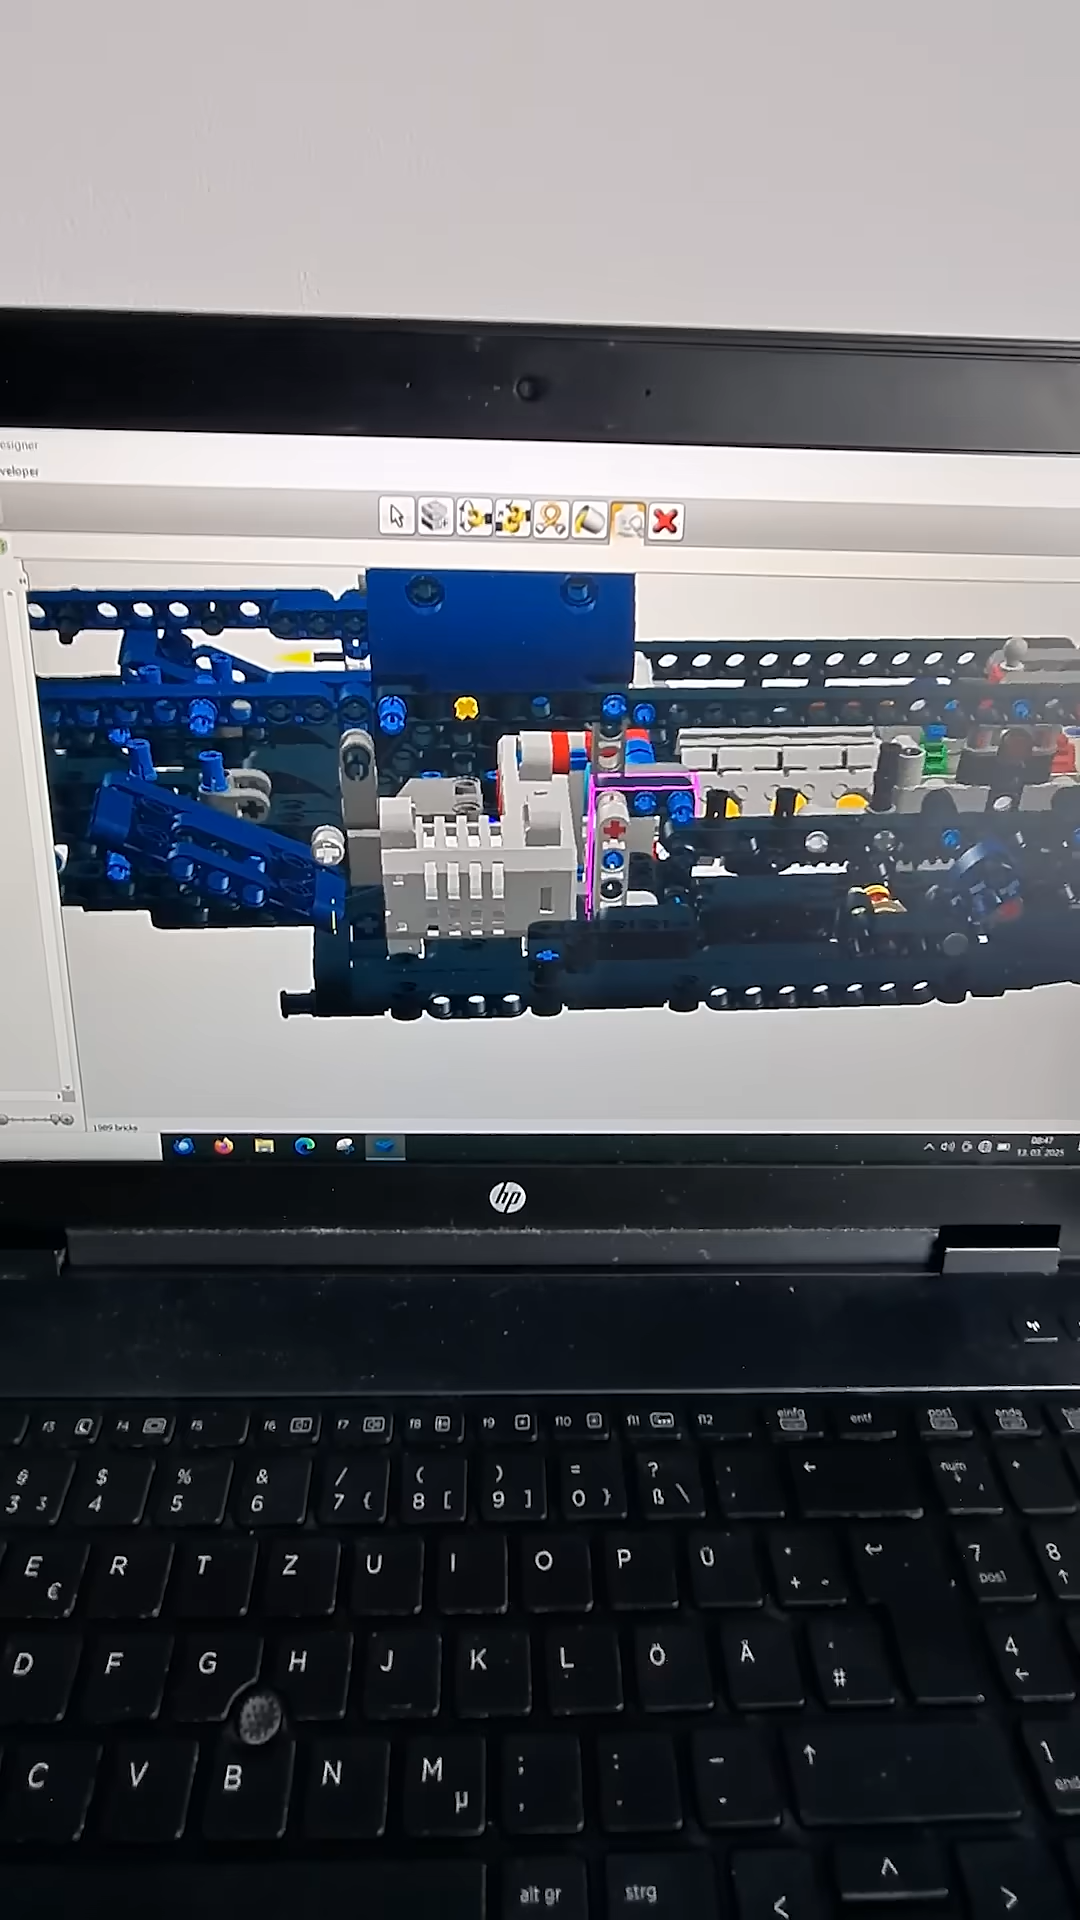 esigner
veloper
1989 bricks
08:47
13.03.2025
hp
f3 f4 f5 f6 f7 f8 f9 f10 f11 f12 einfg entf pos1 ende
§ $ % & / ( ) = ?
3 3 4 5 6 7 { 8 [ 9 ] 0 } ß \
num
E R T Z U I O P Ü * 7 8
€ + ~ pos1 ↑
D F G H J K L Ö Ä ' 4
# ←
C V B N M ; : _ ↑ 1
µ , . - end
alt gr strg < ^ >